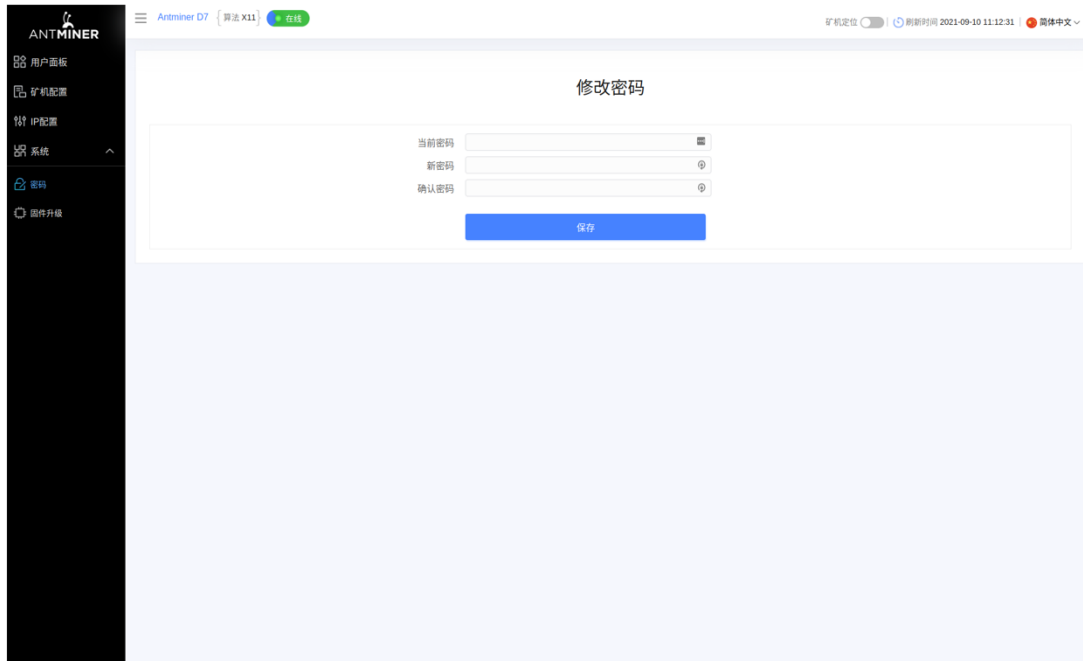 ANTMINER
Antminer D7 {算法 X11} 在线
矿机定位 刷新时间 2021-09-10 11:12:31 简体中文
用户面板
矿机配置
IP配置
系统
密码
固件升级
修改密码
当前密码
新密码
确认密码
保存